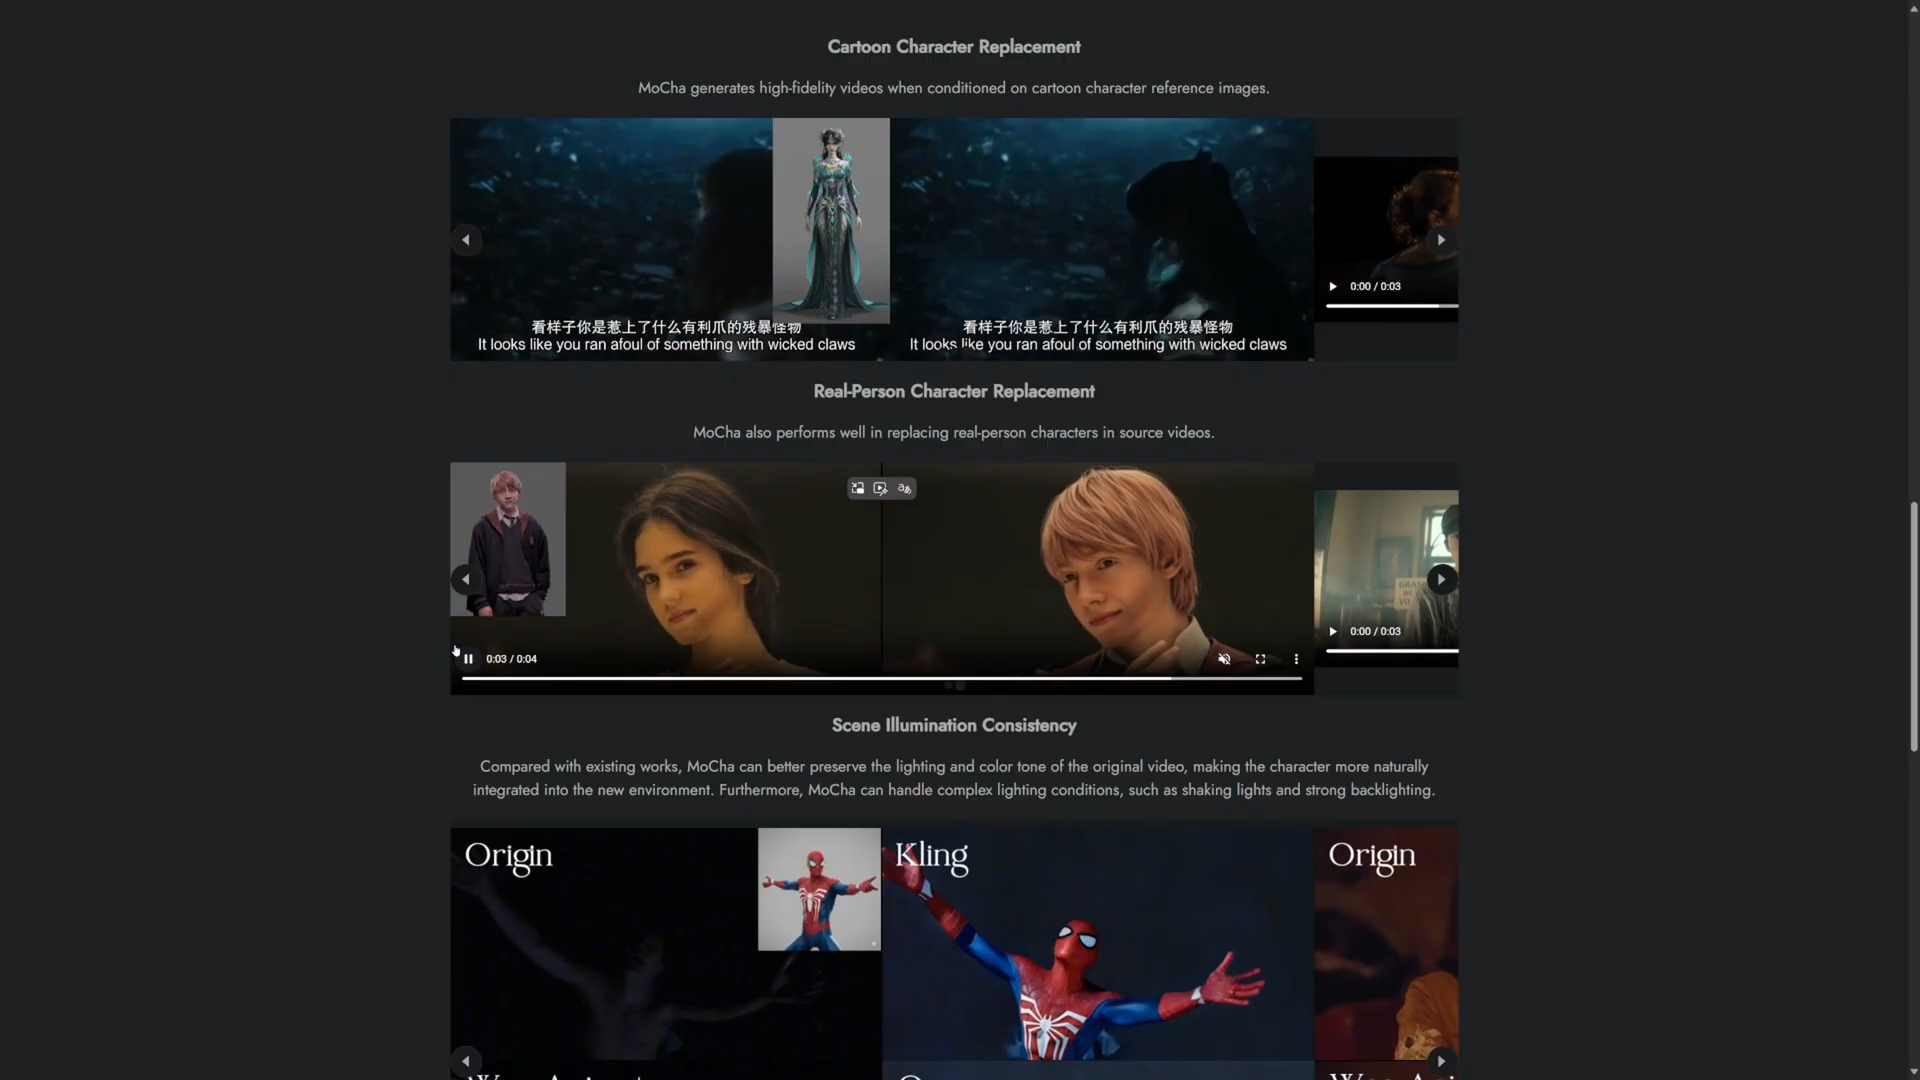 Cartoon Character Replacement
MoCha generates high-fidelity videos when conditioned on cartoon character reference images.
看样子你是惹上了什么有利爪的残暴怪物
It looks like you ran afoul of something with wicked claws
看样子你是惹上了什么有利爪的残暴怪物
It looks like you ran afoul of something with wicked claws
0:00 / 0:03
Real-Person Character Replacement
MoCha also performs well in replacing real-person characters in source videos.
0:03 / 0:04
0:00 / 0:03
Scene Illumination Consistency
Compared with existing works, MoCha can better preserve the lighting and color tone of the original video, making the character more naturally
integrated into the new environment. Furthermore, MoCha can handle complex lighting conditions, such as shaking lights and strong backlighting.
Origin
Kling
Origin